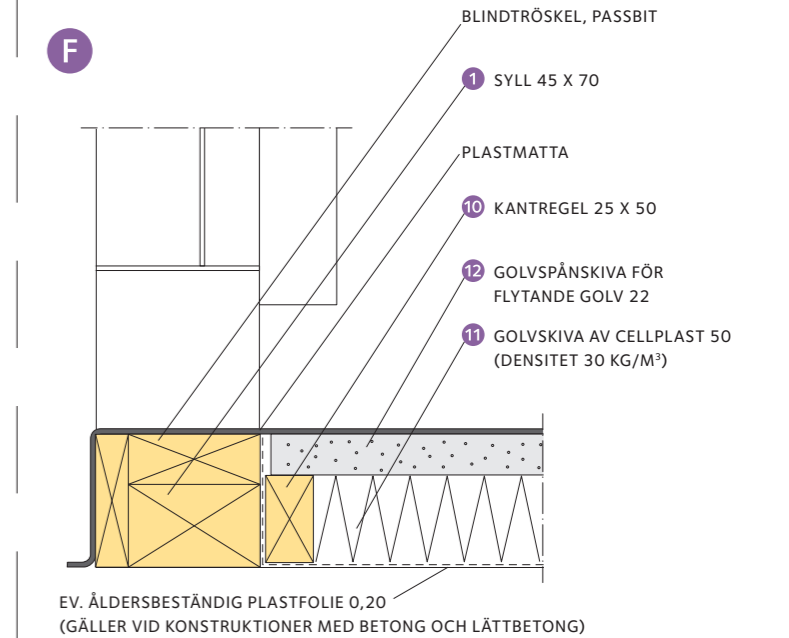 F
BLINDTRÖSKEL, PASSBIT
1 SYLL 45 X 70
PLASTMATTA
10 KANTREGEL 25 X 50
12 GOLVSPÅNSKIVA FÖR
FLYTANDE GOLV 22
11 GOLVSKIVA AV CELLPLAST 50
(DENSITET 30 KG/M³)
EV. ÅLDERSBESTÄNDIG PLASTFOLIE 0,20
(GÄLLER VID KONSTRUKTIONER MED BETONG OCH LÄTTBETONG)